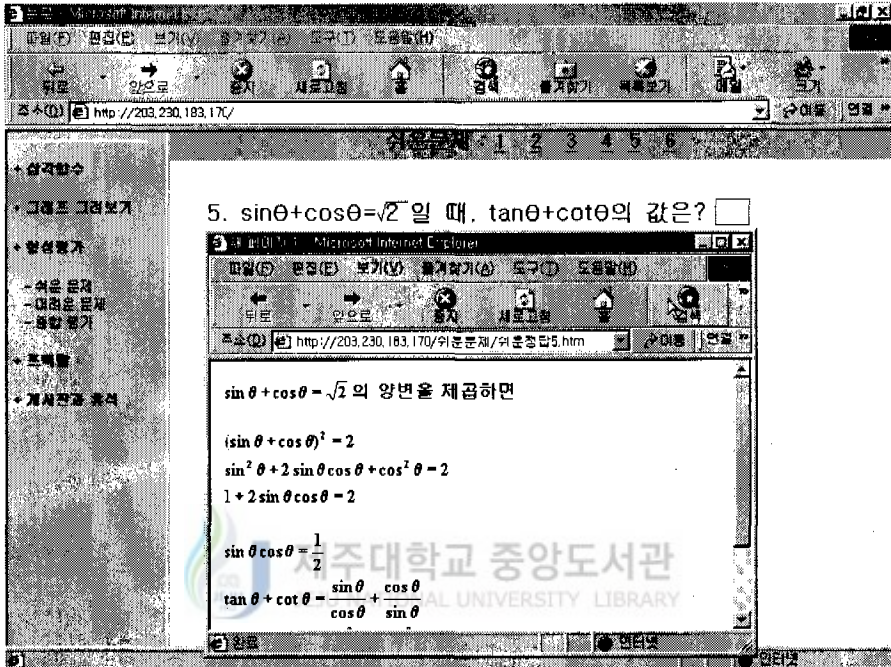 Microsoft Internet
파일(F) 편집(E) 보기(V) 즐겨찾기(A) 도구(T) 도움말(H)
뒤로 앞으로 중지 새로고침 홈 검색 즐겨찾기 목록보기 메일 크기
주소(D) http://203,230,183,170/ 이동 연결 »
쉬운문제 : 1 2 3 4 5 6
• 삼각함수
• 그래프 그려보기
• 형성평가
- 쉬운 문제
- 어려운 문제
- 종합 평가
• 게시판과 출석
5. sinθ+cosθ=√2 일 때, tanθ+cotθ의 값은?
Microsoft Internet Explorer
파일(F) 편집(E) 보기(V) 즐겨찾기(A) 도구(T) 도움말(H)
뒤로 앞으로 중지 새로고침 홈 검색 »
주소(D) http://203,230,183,170/쉬운문제/쉬운정답5.htm 이동 연결 »
sin θ + cos θ = √2 의 양변을 제곱하면
(sin θ + cos θ)² = 2
sin² θ + 2 sin θ cos θ + cos² θ = 2
1 + 2 sin θ cos θ = 2
sin θ cos θ = 1/2
tan θ + cot θ = sin θ/cos θ + cos θ/sin θ
제주대학교 중앙도서관
NATIONAL UNIVERSITY LIBRARY
완료 인터넷
인터넷